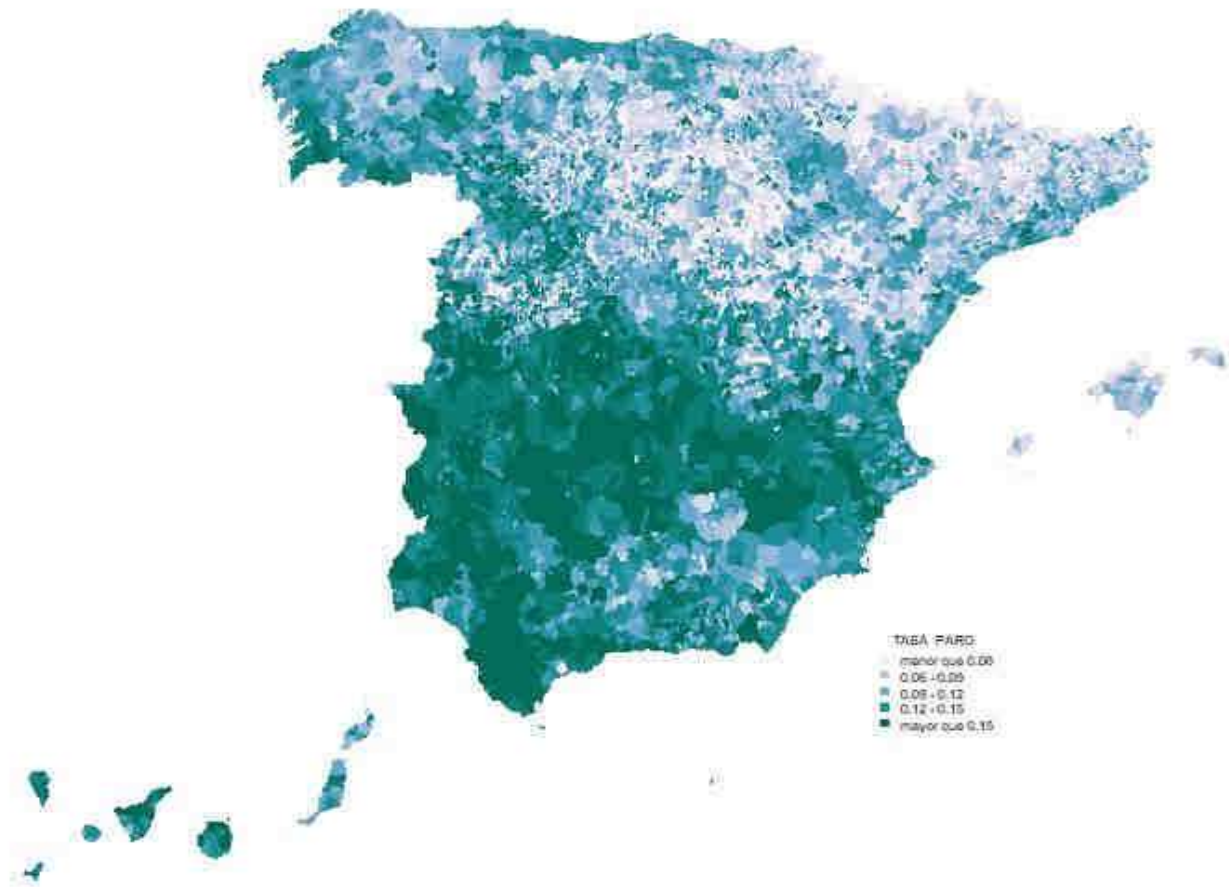 TASA PARO
menor que 0.06
0.06 - 0.09
0.09 - 0.12
0.12 - 0.15
mayor que 0.15